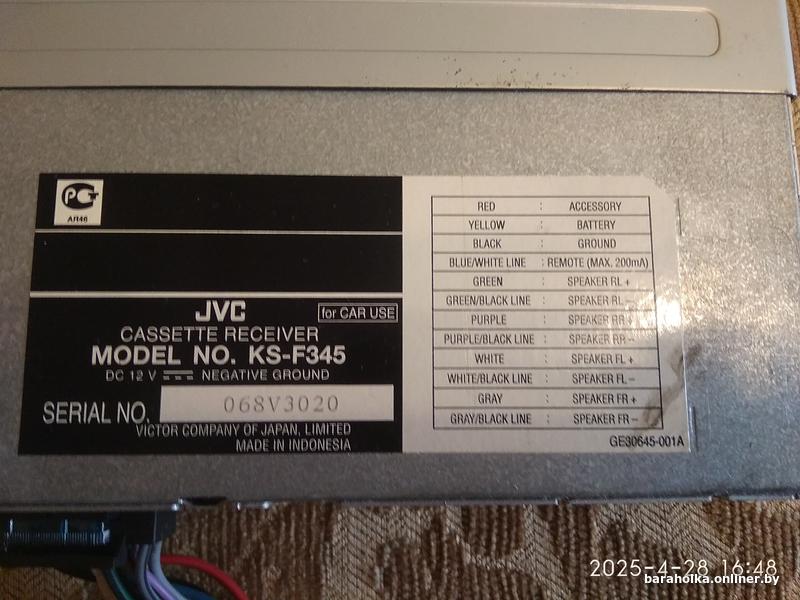 PCT
AЯ46
JVC
for CAR USE
CASSETTE RECEIVER
MODEL NO. KS-F345
DC 12 V NEGATIVE GROUND
SERIAL NO. 068V3020
VICTOR COMPANY OF JAPAN, LIMITED
MADE IN INDONESIA
RED : ACCESSORY
YELLOW : BATTERY
BLACK : GROUND
BLUE/WHITE LINE : REMOTE (MAX. 200mA)
GREEN : SPEAKER RL +
GREEN/BLACK LINE : SPEAKER RL –
PURPLE : SPEAKER RR +
PURPLE/BLACK LINE : SPEAKER RR –
WHITE : SPEAKER FL +
WHITE/BLACK LINE : SPEAKER FL –
GRAY : SPEAKER FR +
GRAY/BLACK LINE : SPEAKER FR –
GE30645-001A
2025-4-28 16:48
baraholka.onliner.by